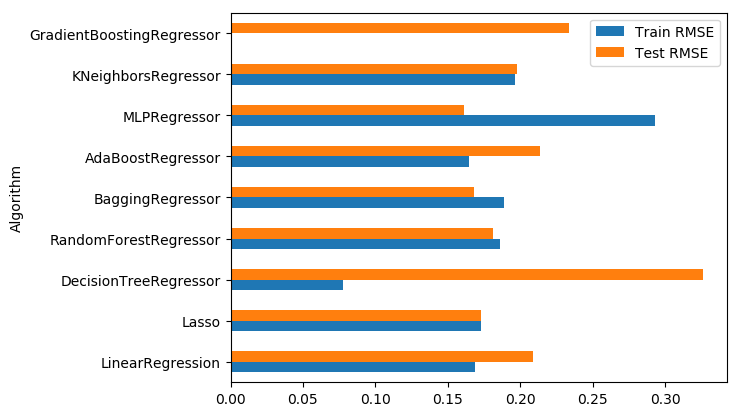 GradientBoostingRegressor
KNeighborsRegressor
MLPRegressor
AdaBoostRegressor
BaggingRegressor
RandomForestRegressor
DecisionTreeRegressor
Lasso
LinearRegression
Algorithm
Train RMSE
Test RMSE
0.00 0.05 0.10 0.15 0.20 0.25 0.30